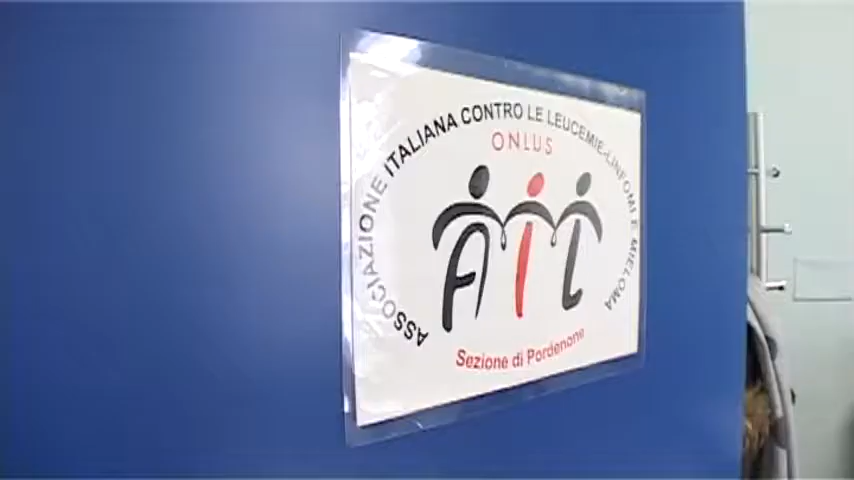 ASSOCIAZIONE ITALIANA CONTRO LE LEUCEMIE-LINFOMI E MIELOMA
ONLUS
AIL
Sezione di Pordenone